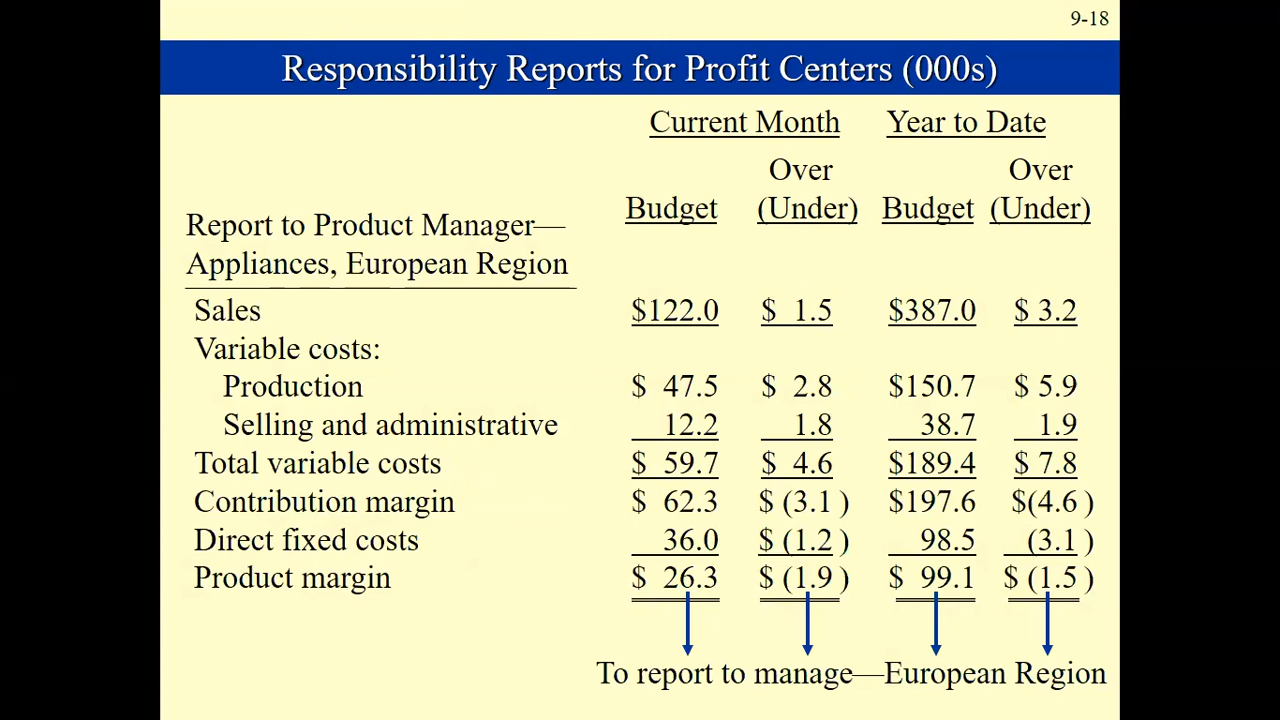 9-18
Responsibility Reports for Profit Centers (000s)
Current Month Year to Date
Over Over
Budget (Under) Budget (Under)
Report to Product Manager—
Appliances, European Region
Sales $122.0 $ 1.5 $387.0 $ 3.2
Variable costs:
Production $ 47.5 $ 2.8 $150.7 $ 5.9
Selling and administrative 12.2 1.8 38.7 1.9
Total variable costs $ 59.7 $ 4.6 $189.4 $ 7.8
Contribution margin $ 62.3 $ (3.1 ) $197.6 $(4.6 )
Direct fixed costs 36.0 $ (1.2 ) 98.5 (3.1 )
Product margin $ 26.3 $ (1.9 ) $ 99.1 $ (1.5 )
To report to manage—European Region